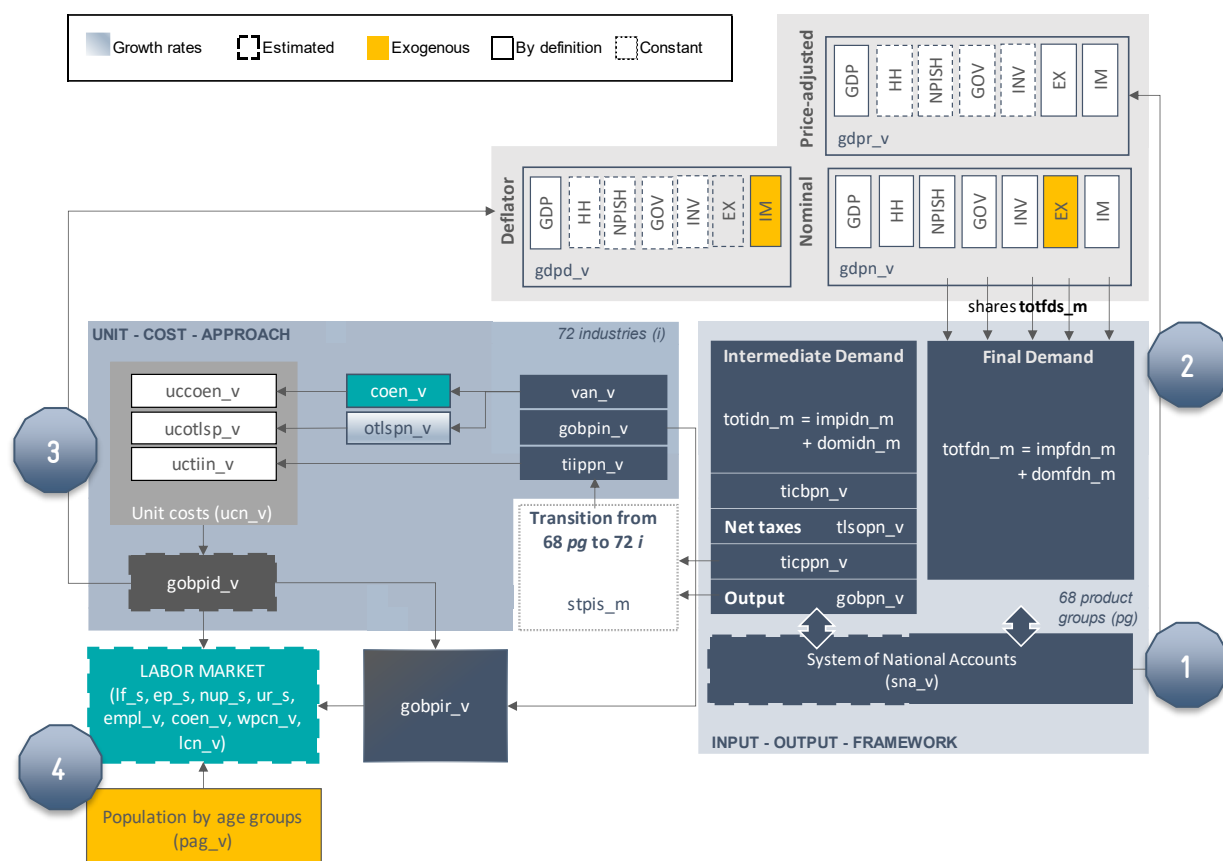 Growth rates
Estimated
Exogenous
By definition
Constant
Price-adjusted
GDP
HH
NPISH
GOV
INV
EX
IM
gdpr_v
Deflator
GDP
HH
NPISH
GOV
INV
EX
IM
gdpd_v
Nominal
GDP
HH
NPISH
GOV
INV
EX
IM
gdpn_v
shares totfds_m
UNIT - COST - APPROACH
72 industries (i)
uccoen_v
coen_v
van_v
ucotlsp_v
otlspn_v
gobpin_v
uctiin_v
tiippn_v
Unit costs (ucn_v)
gobpid_v
Transition from
68 pg to 72 i
stpis_m
Intermediate Demand
totidn_m = impidn_m
+ domidn_m
ticbpn_v
Net taxes tlsopn_v
ticppn_v
Output gobpn_v
Final Demand
totfdn_m = impfdn_m
+ domfdn_m
68 product
groups (pg)
System of National Accounts
(sna_v)
INPUT - OUTPUT - FRAMEWORK
LABOR MARKET
(lf_s, ep_s, nup_s, ur_s,
empl_v, coen_v, wpcn_v,
lcn_v)
gobpir_v
Population by age groups
(pag_v)
1
2
3
4